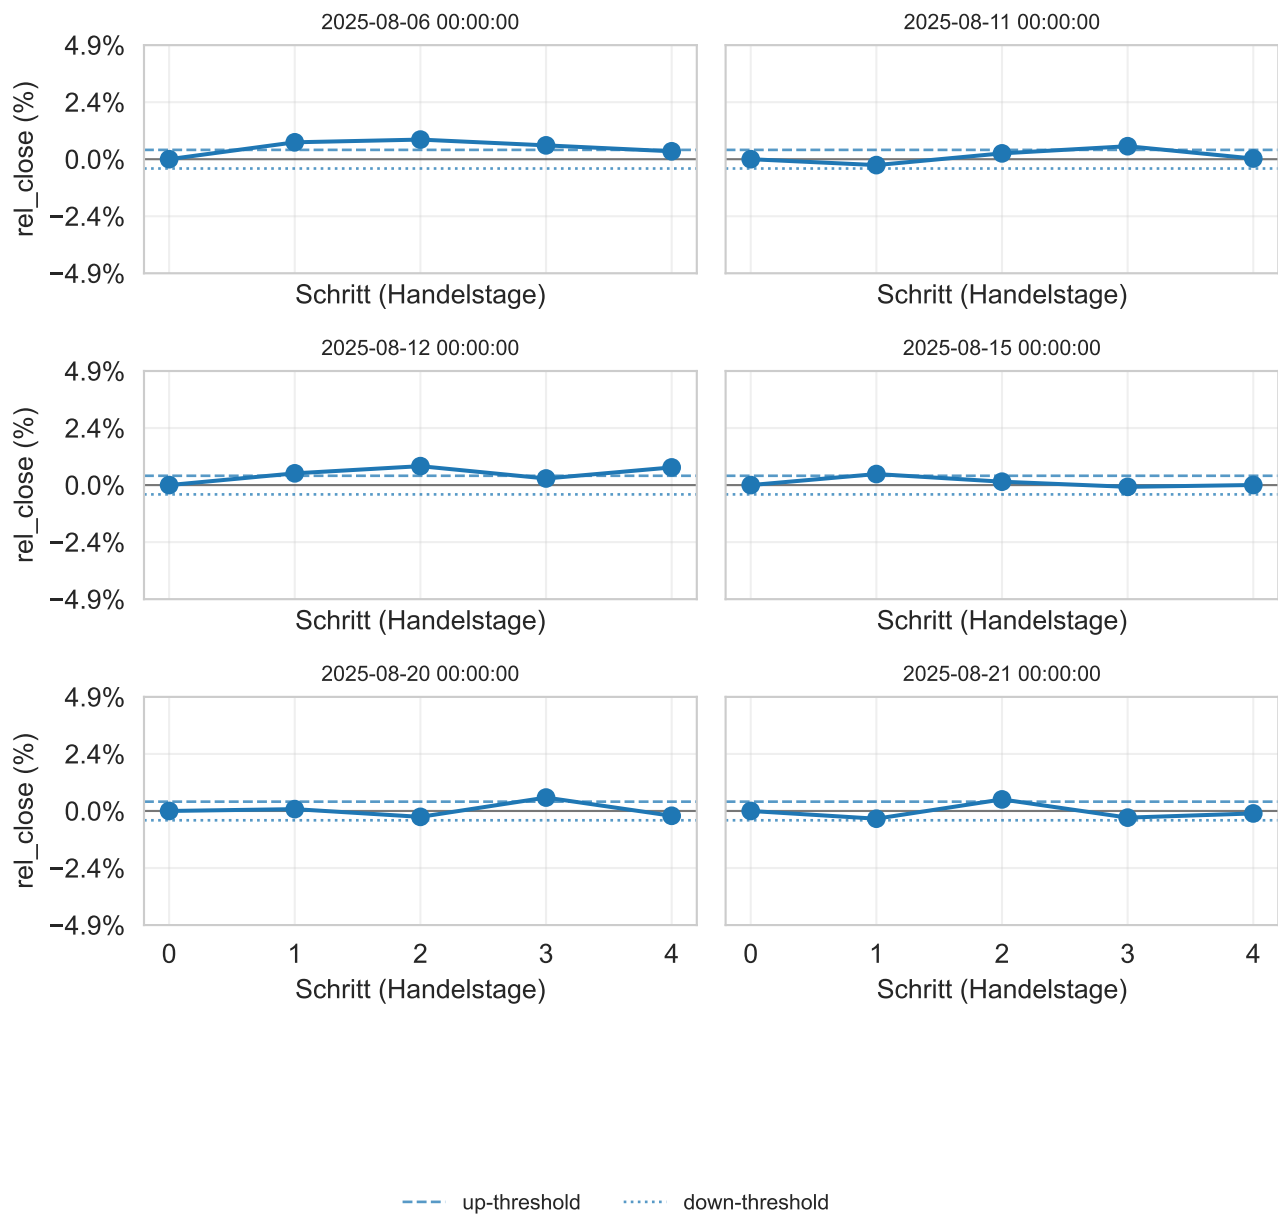 2025-08-06 00:00:00
2025-08-11 00:00:00
4.9%
2.4%
0.0%
−2.4%
−4.9%
rel_close (%)
Schritt (Handelstage)
Schritt (Handelstage)
2025-08-12 00:00:00
2025-08-15 00:00:00
4.9%
2.4%
0.0%
−2.4%
−4.9%
rel_close (%)
Schritt (Handelstage)
Schritt (Handelstage)
2025-08-20 00:00:00
2025-08-21 00:00:00
4.9%
2.4%
0.0%
−2.4%
−4.9%
rel_close (%)
0 1 2 3 4
0 1 2 3 4
Schritt (Handelstage)
Schritt (Handelstage)
up-threshold
down-threshold